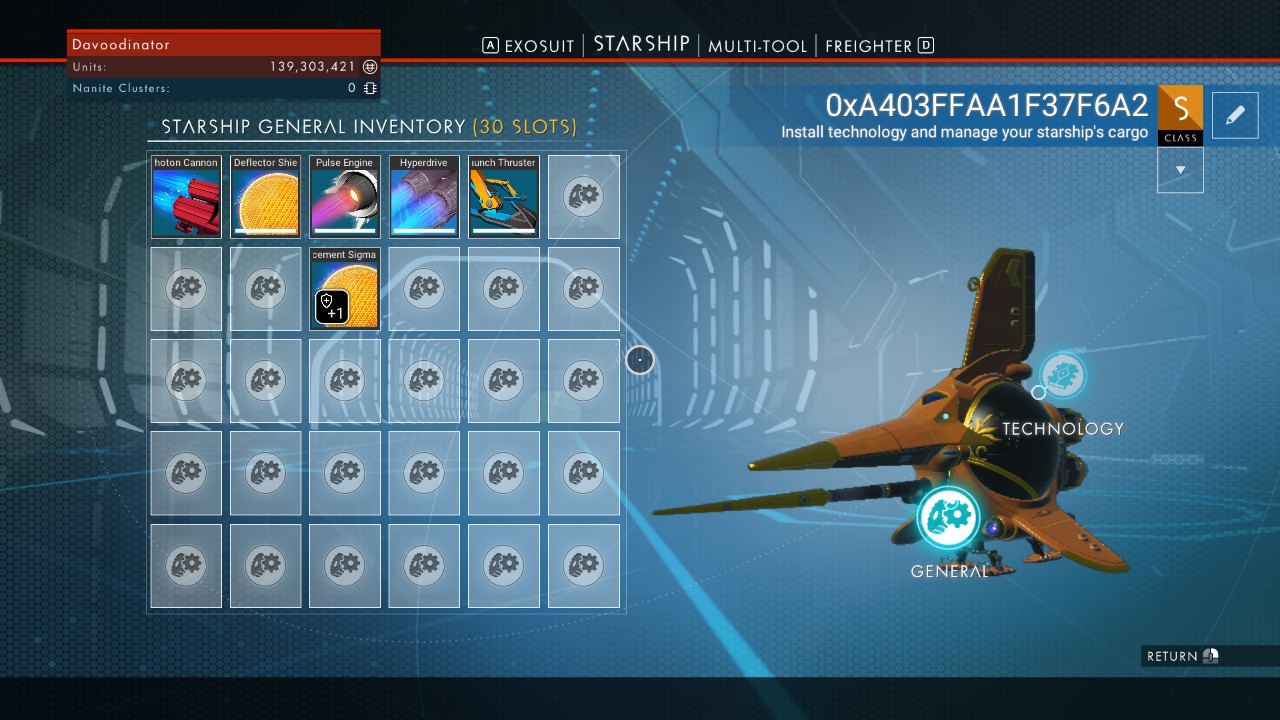 Davoodinator
Units: 139,303,421
Nanite Clusters: 0
A EXOSUIT STARSHIP MULTI-TOOL FREIGHTER D
0xA403FFAA1F37F6A2
Install technology and manage your starship's cargo
S
CLASS
STARSHIP GENERAL INVENTORY (30 SLOTS)
hoton Cannon Deflector Shie Pulse Engine Hyperdrive unch Thruster
cement Sigma
+1
TECHNOLOGY
GENERAL
RETURN